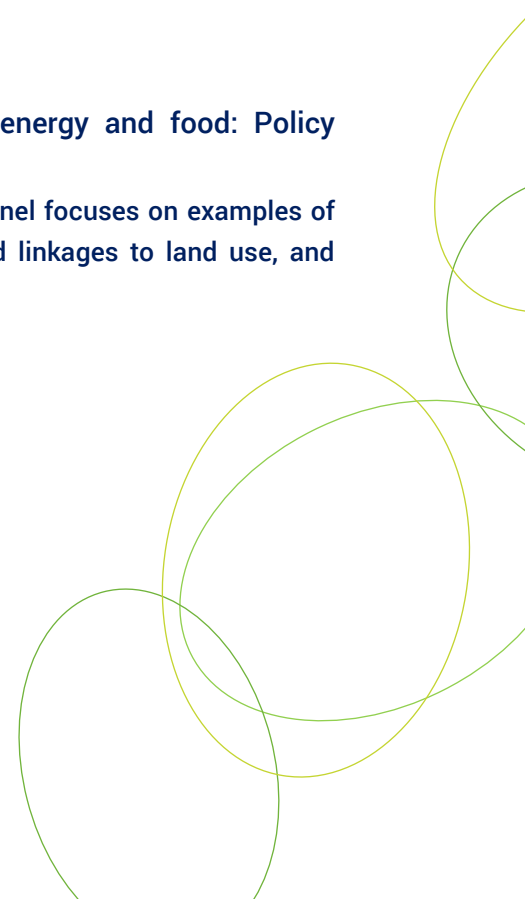 energy and food: Policy
nel focuses on examples of
d linkages to land use, and